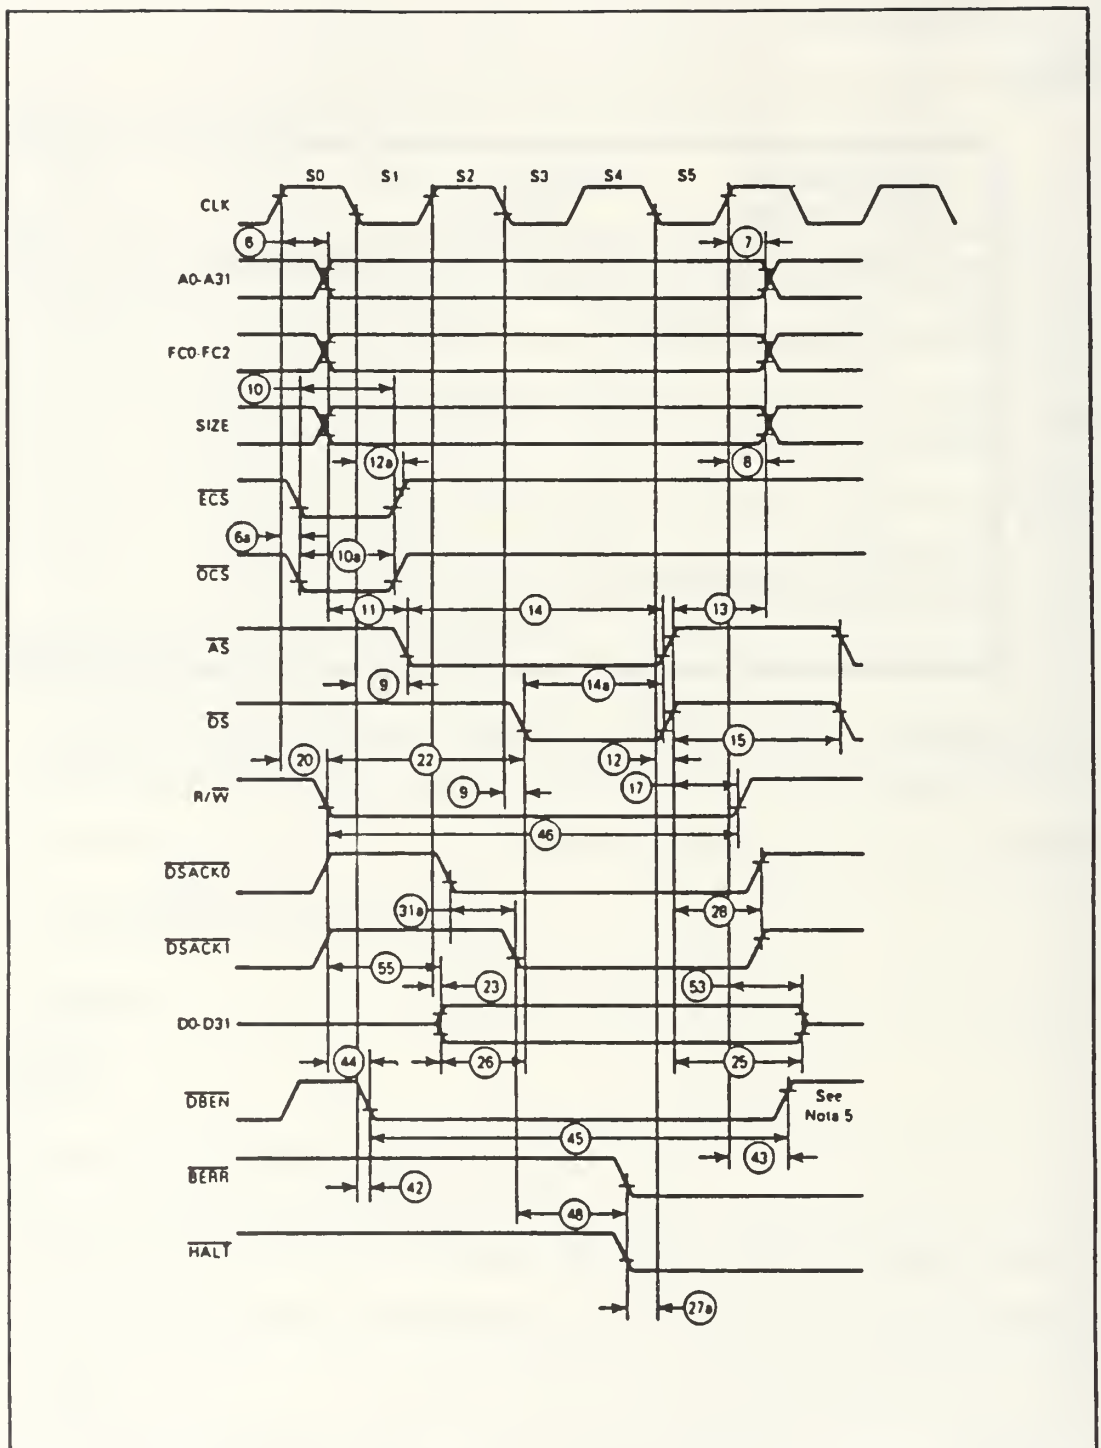 S0 S1 S2 S3 S4 S5
CLK
6 7
A0-A31
FC0-FC2
10
SIZE
12a 8
ECS
6a 10a
OCS
11 14 13
AS
9 14a
DS
20 22 12 15
R/W
9 17
46
DSACK0
31a 28
DSACK1
55 23 53
D0-D31
44 26 25
DBEN
See
Note 5
45 43
BERR
42
48
HALT
27a